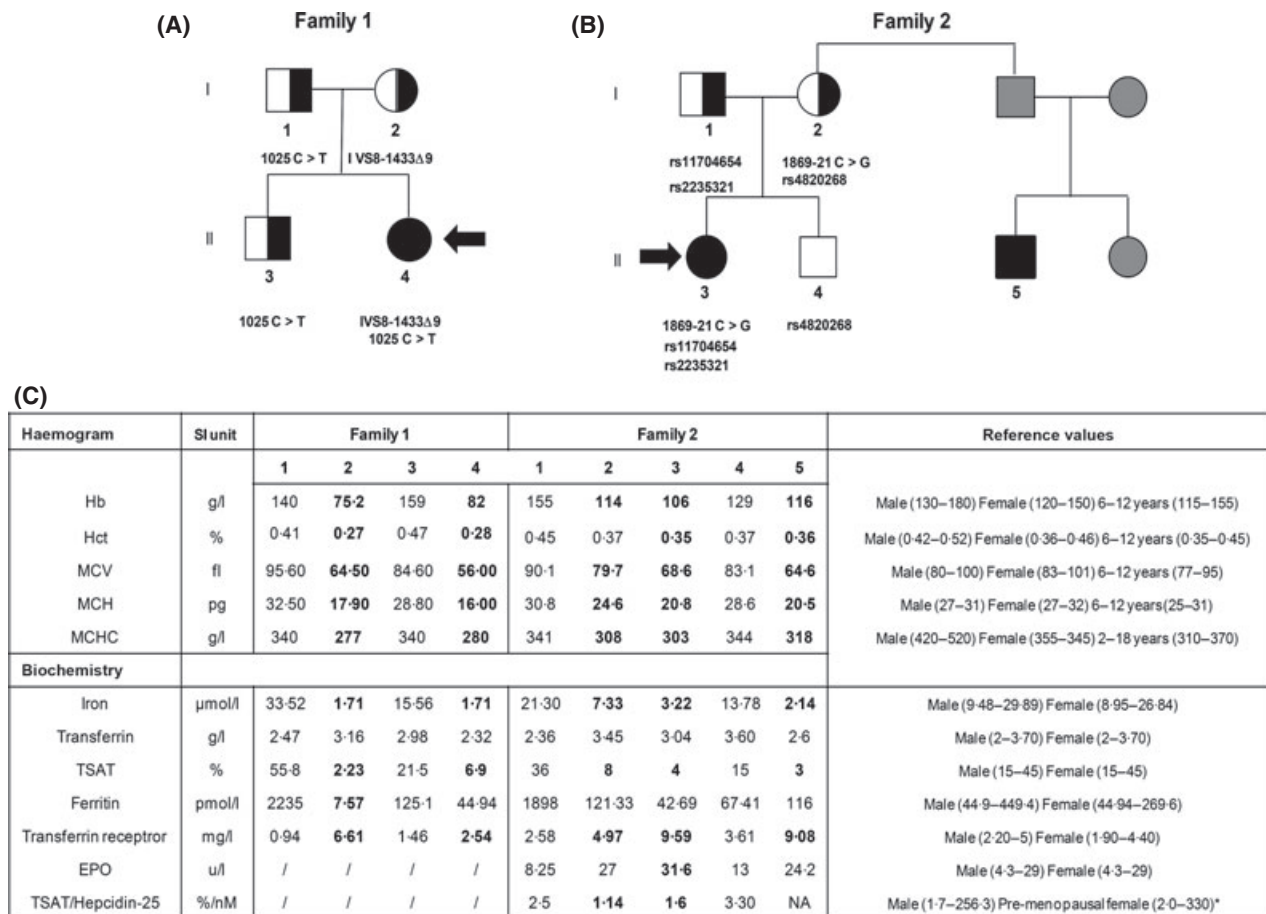 (A) Family 1
(B) Family 2
I
1 2
1025 C > T I VS8-1433Δ9
II
3 4
1025 C > T IVS8-1433Δ9
1025 C > T
I
1 2
rs11704654 1869-21 C > G
rs2235321 rs4820268
II
3 4 5
1869-21 C > G rs4820268
rs11704654
rs2235321
(C)
Haemogram SI unit Family 1 Family 2 Reference values
1 2 3 4 1 2 3 4 5
Hb g/l 140 75·2 159 82 155 114 106 129 116 Male (130–180) Female (120–150) 6–12 years (115–155)
Hct % 0·41 0·27 0·47 0·28 0·45 0·37 0·35 0·37 0·36 Male (0·42–0·52) Female (0·36–0·46) 6–12 years (0·35–0·45)
MCV fl 95·60 64·50 84·60 56·00 90·1 79·7 68·6 83·1 64·6 Male (80–100) Female (83–101) 6–12 years (77–95)
MCH pg 32·50 17·90 28·80 16·00 30·8 24·6 20·8 28·6 20·5 Male (27–31) Female (27–32) 6–12 years(25–31)
MCHC g/l 340 277 340 280 341 308 303 344 318 Male (420–520) Female (355–345) 2–18 years (310–370)
Biochemistry
Iron µmol/l 33·52 1·71 15·56 1·71 21·30 7·33 3·22 13·78 2·14 Male (9·48–29·89) Female (8·95–26·84)
Transferrin g/l 2·47 3·16 2·98 2·32 2·36 3·45 3·04 3·60 2·6 Male (2–3·70) Female (2–3·70)
TSAT % 55·8 2·23 21·5 6·9 36 8 4 15 3 Male (15–45) Female (15–45)
Ferritin pmol/l 2235 7·57 125·1 44·94 1898 121·33 42·69 67·41 116 Male (44·9–449·4) Female (44·94–269·6)
Transferrin receptror mg/l 0·94 6·61 1·46 2·54 2·58 4·97 9·59 3·61 9·08 Male (2·20–5) Female (1·90–4·40)
EPO u/l / / / / 8·25 27 31·6 13 24·2 Male (4·3–29) Female (4·3–29)
TSAT/Hepcidin-25 %/nM / / / / 2·5 1·14 1·6 3·30 NA Male (1·7–256·3) Pre-menopausal female (2·0–330)*